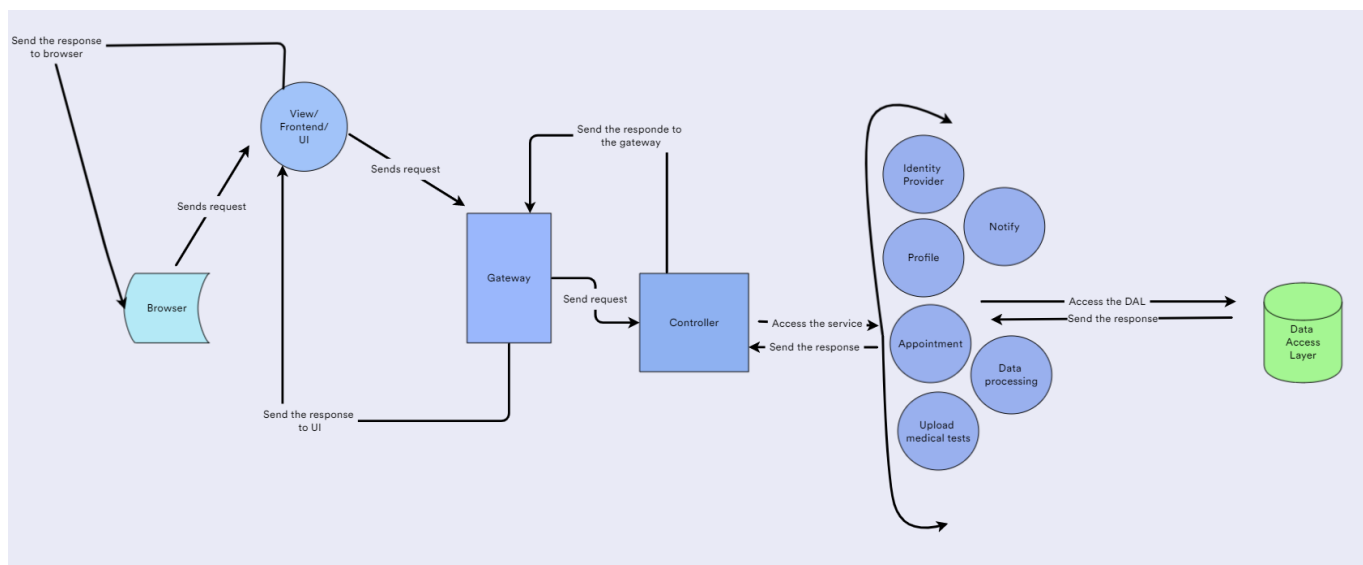 Send the response
to browser
View/
Frontend/
UI
Sends request
Sends request
Browser
Send the response
to UI
Gateway
Send the responde to
the gateway
Send request
Controller
Access the service
Send the response
Identity
Provider
Notify
Profile
Appointment
Data
processing
Upload
medical tests
Access the DAL
Send the response
Data
Access
Layer